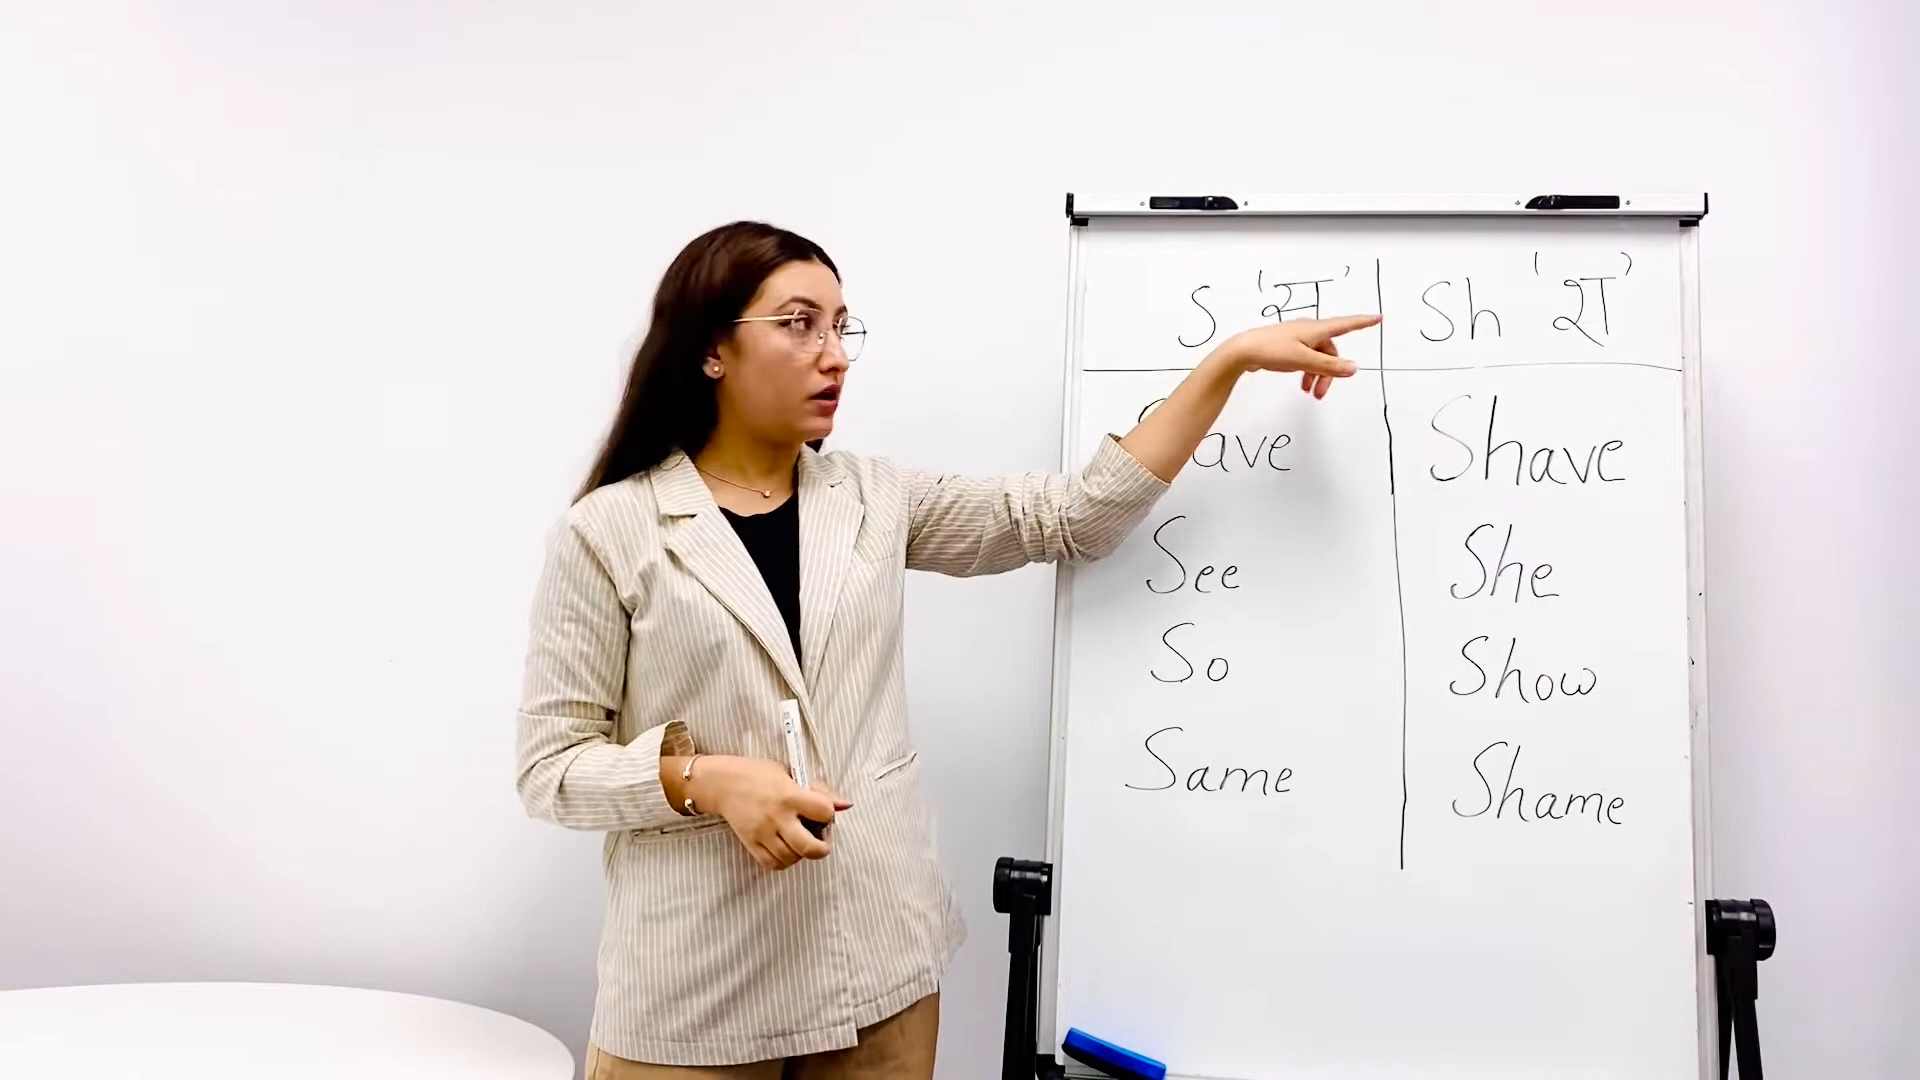 S 'स' Sh 'श'
ave Shave
See She
So Show
Same Shame